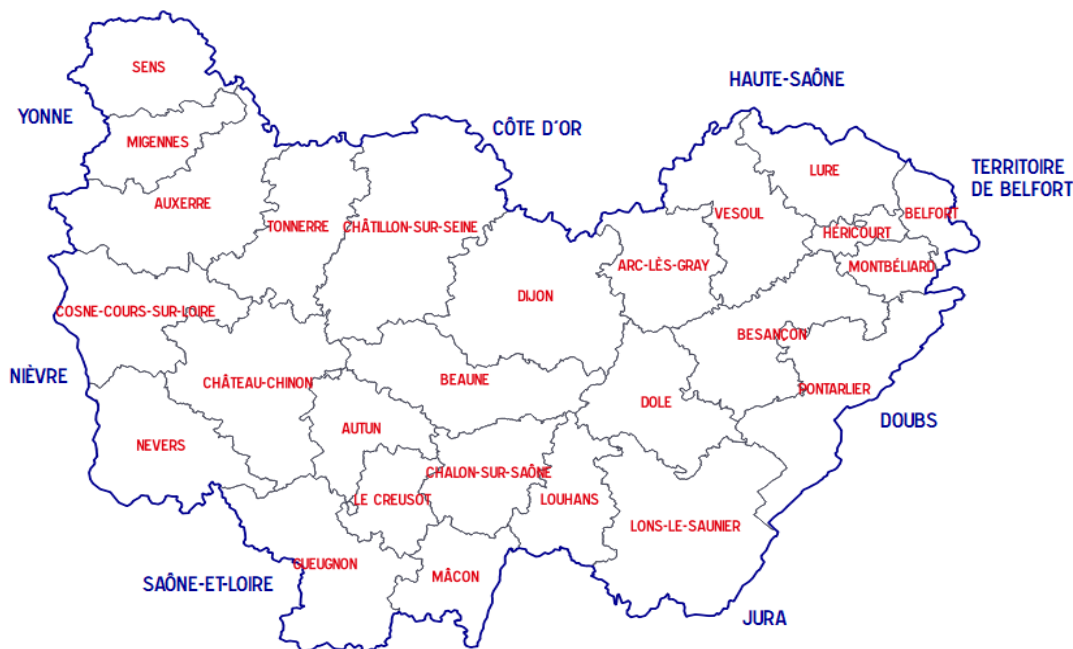 SENS
HAUTE-SAÔNE
YONNE
CÔTE D'OR
MIGENNES
LURE
TERRITOIRE
DE BELFORT
AUXERRE
VESOUL
BELFORT
TONNERRE
CHÂTILLON-SUR-SEINE
HÉRICOURT
ARC-LÈS-GRAY
MONTBÉLIARD
DIJON
COSNE-COURS-SUR-LOIRE
BESANÇON
NIÈVRE
CHÂTEAU-CHINON
BEAUNE
PONTARLIER
DOLE
DOUBS
AUTUN
NEVERS
CHALON-SUR-SAÔNE
LE CREUSOT
LOUHANS
LONS-LE-SAUNIER
GUEUGNON
MÂCON
SAÔNE-ET-LOIRE
JURA